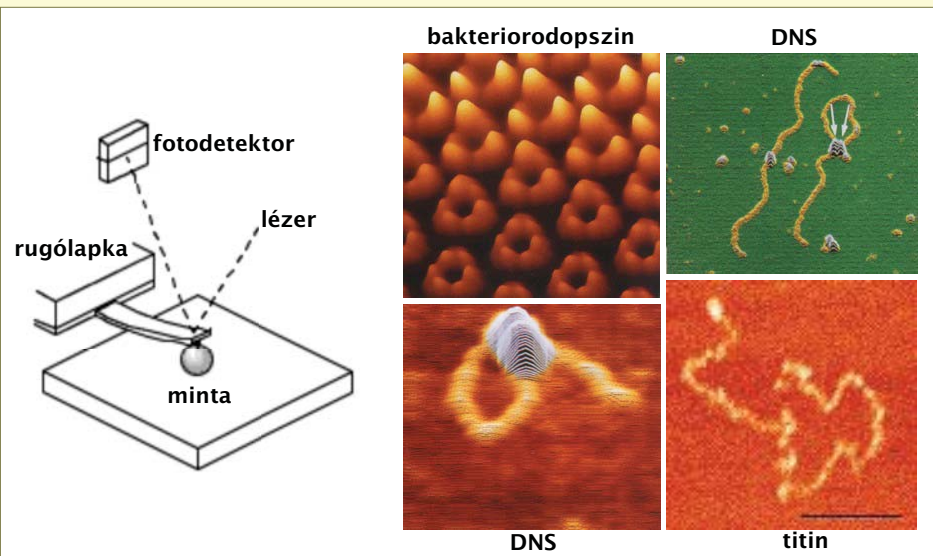 bakteriorodopszin
DNS
fotodetektor
lézer
rugólapka
minta
DNS
titin